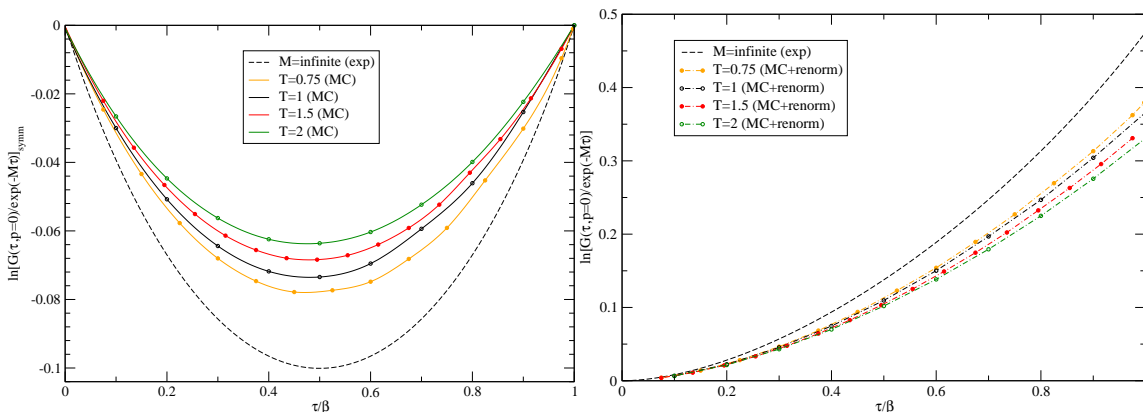 0
-0.02
-0.04
-0.06
-0.08
-0.1
ln[G(τ,p=0)/exp(-Mτ)]symm
M=infinite (exp)
T=0.75 (MC)
T=1 (MC)
T=1.5 (MC)
T=2 (MC)
0 0.2 0.4 0.6 0.8 1
τ/β
0.5
0.4
0.3
0.2
0.1
0
ln[G(τ,p=0)/exp(-Mτ)]
M=infinite (exp)
T=0.75 (MC+renorm)
T=1 (MC+renorm)
T=1.5 (MC+renorm)
T=2 (MC+renorm)
0 0.2 0.4 0.6 0.8
τ/β